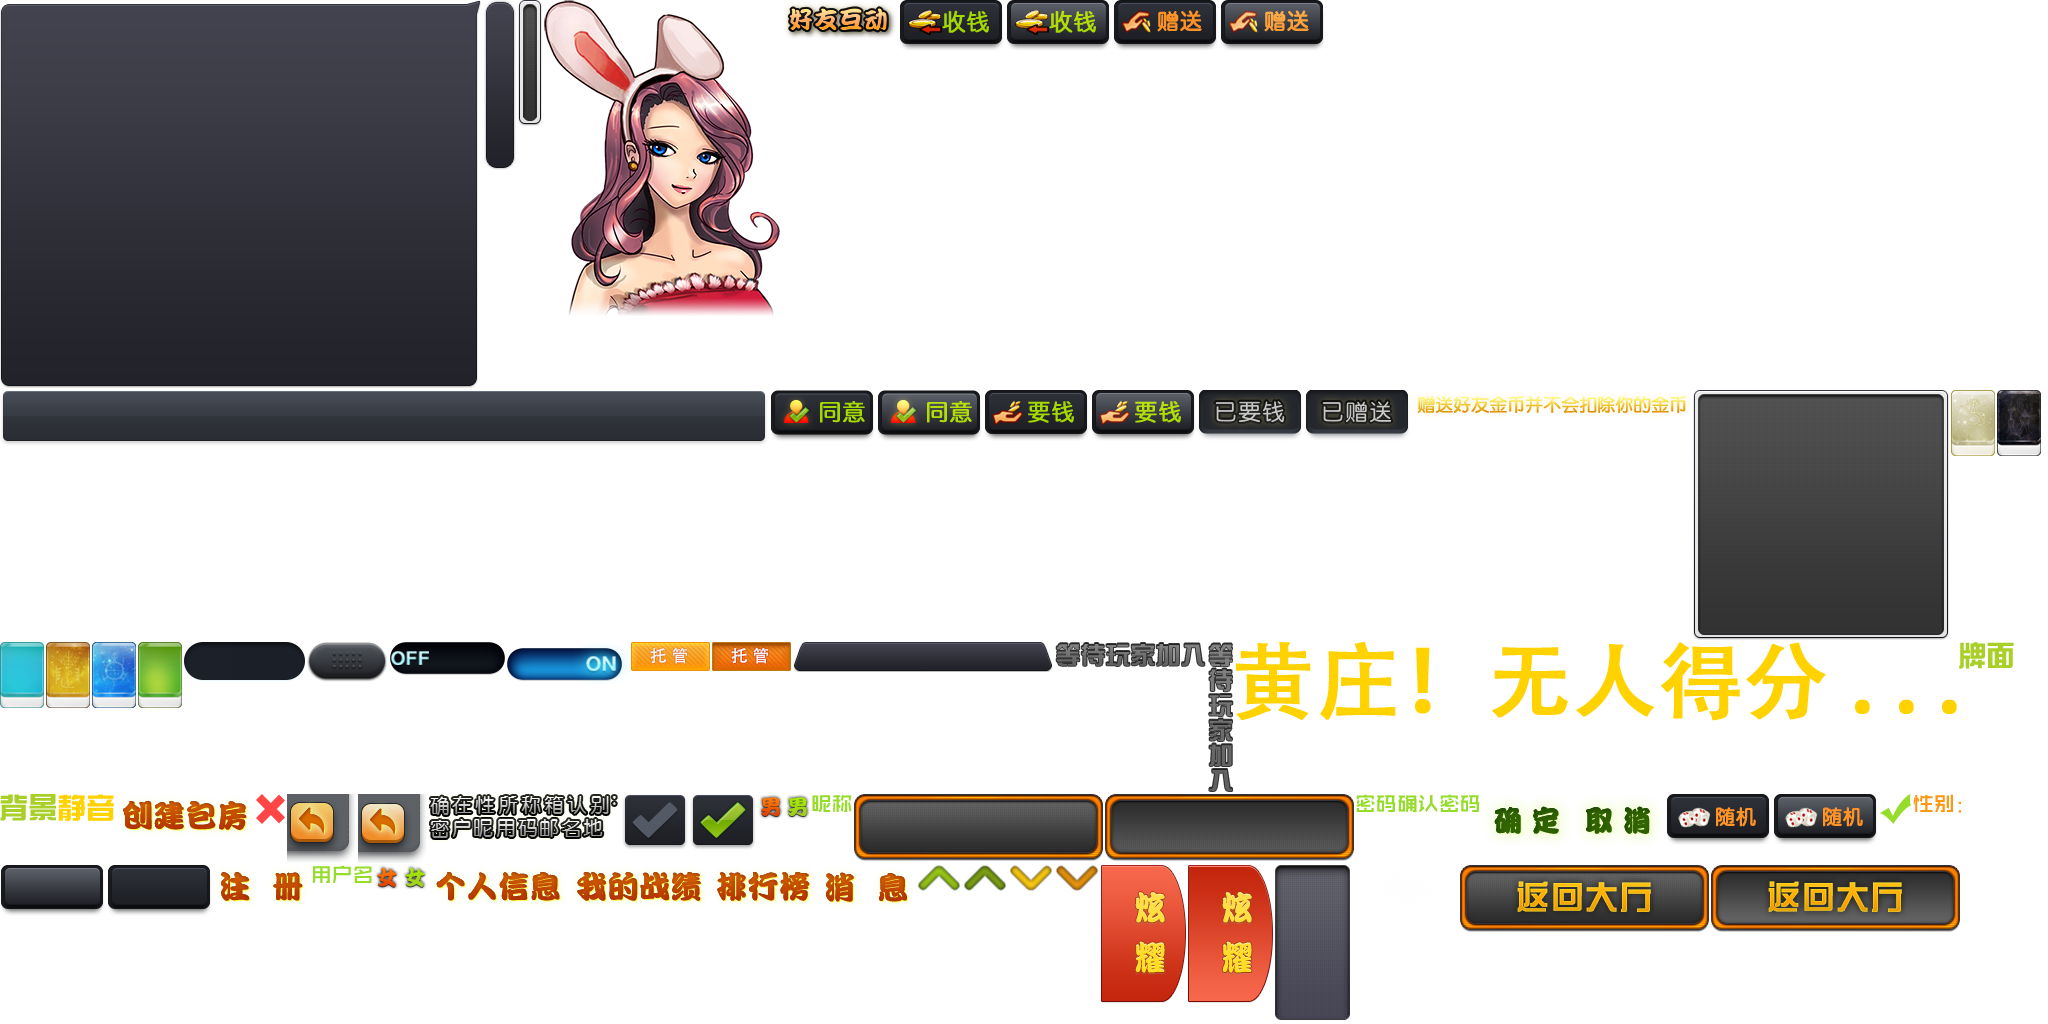 好友互动
收钱
收钱
赠送
赠送
同意
同意
要钱
要钱
已要钱
已赠送
赠送好友金币并不会扣除你的金币
OFF
ON
托管
托管
等待玩家加入
等待玩家加入
黄庄！无人得分...
牌面
背景静音
创建包房
确在性所称箱认别：
密户昵用码邮名地
男
男
昵称
密码确认密码
确定
取消
随机
随机
性别：
注册
用户名
女
女
个人信息
我的战绩
排行榜
消息
炫耀
炫耀
返回大厅
返回大厅